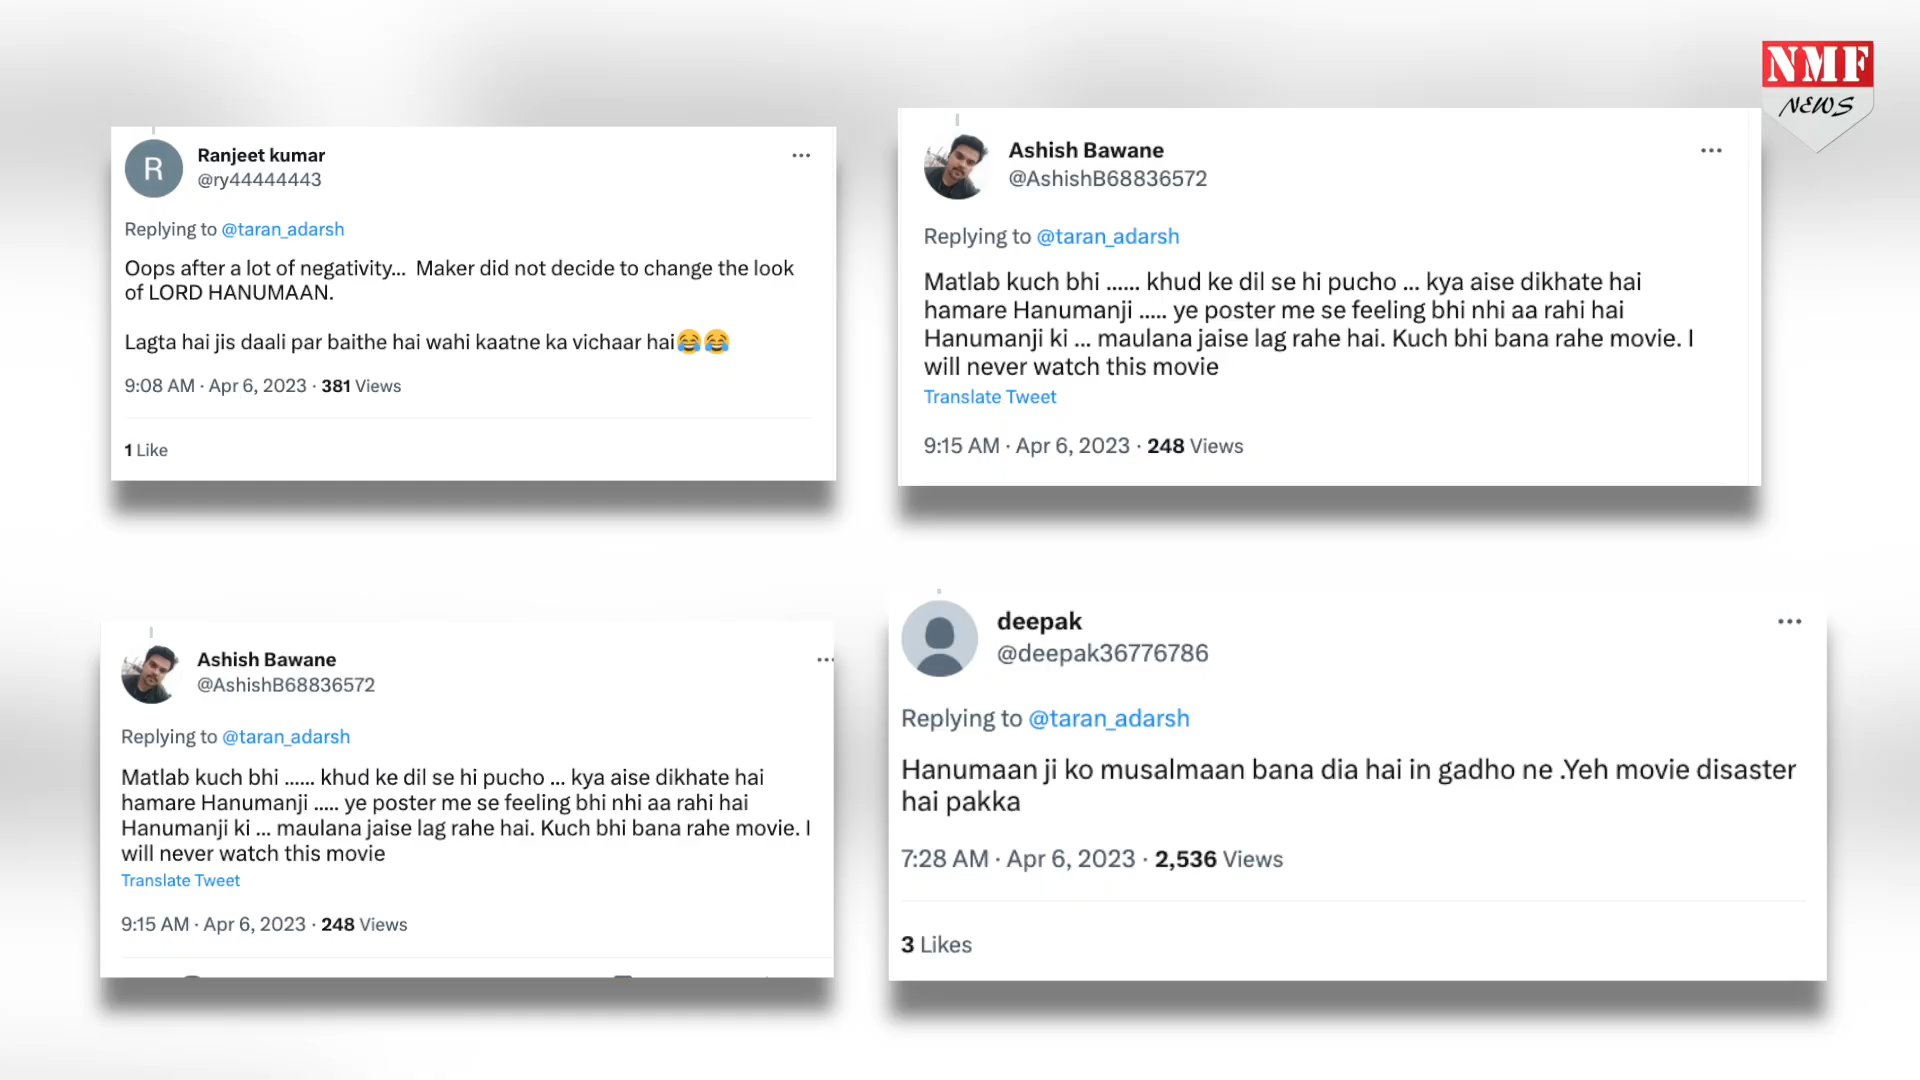 NMF
NEWS
R
Ranjeet kumar
@ry44444443
Replying to @taran_adarsh
Oops after a lot of negativity...  Maker did not decide to change the look
of LORD HANUMAAN.
Lagta hai jis daali par baithe hai wahi kaatne ka vichaar hai😂😂
9:08 AM · Apr 6, 2023 · 381 Views
1 Like
Ashish Bawane
@AshishB68836572
Replying to @taran_adarsh
Matlab kuch bhi ...... khud ke dil se hi pucho ... kya aise dikhate hai
hamare Hanumanji ..... ye poster me se feeling bhi nhi aa rahi hai
Hanumanji ki ... maulana jaise lag rahe hai. Kuch bhi bana rahe movie. I
will never watch this movie
Translate Tweet
9:15 AM · Apr 6, 2023 · 248 Views
Ashish Bawane
@AshishB68836572
Replying to @taran_adarsh
Matlab kuch bhi ...... khud ke dil se hi pucho ... kya aise dikhate hai
hamare Hanumanji ..... ye poster me se feeling bhi nhi aa rahi hai
Hanumanji ki ... maulana jaise lag rahe hai. Kuch bhi bana rahe movie. I
will never watch this movie
Translate Tweet
9:15 AM · Apr 6, 2023 · 248 Views
deepak
@deepak36776786
Replying to @taran_adarsh
Hanumaan ji ko musalmaan bana dia hai in gadho ne .Yeh movie disaster
hai pakka
7:28 AM · Apr 6, 2023 · 2,536 Views
3 Likes